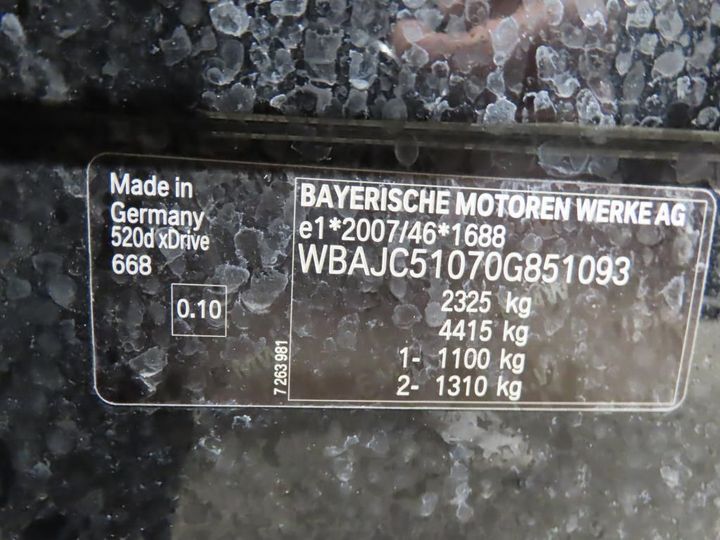 Made in
Germany
520d xDrive
668
0.10
7 263 981
BAYERISCHE MOTOREN WERKE AG
e1*2007/46*1688
WBAJC51070G851093
2325 kg
4415 kg
1- 1100 kg
2- 1310 kg